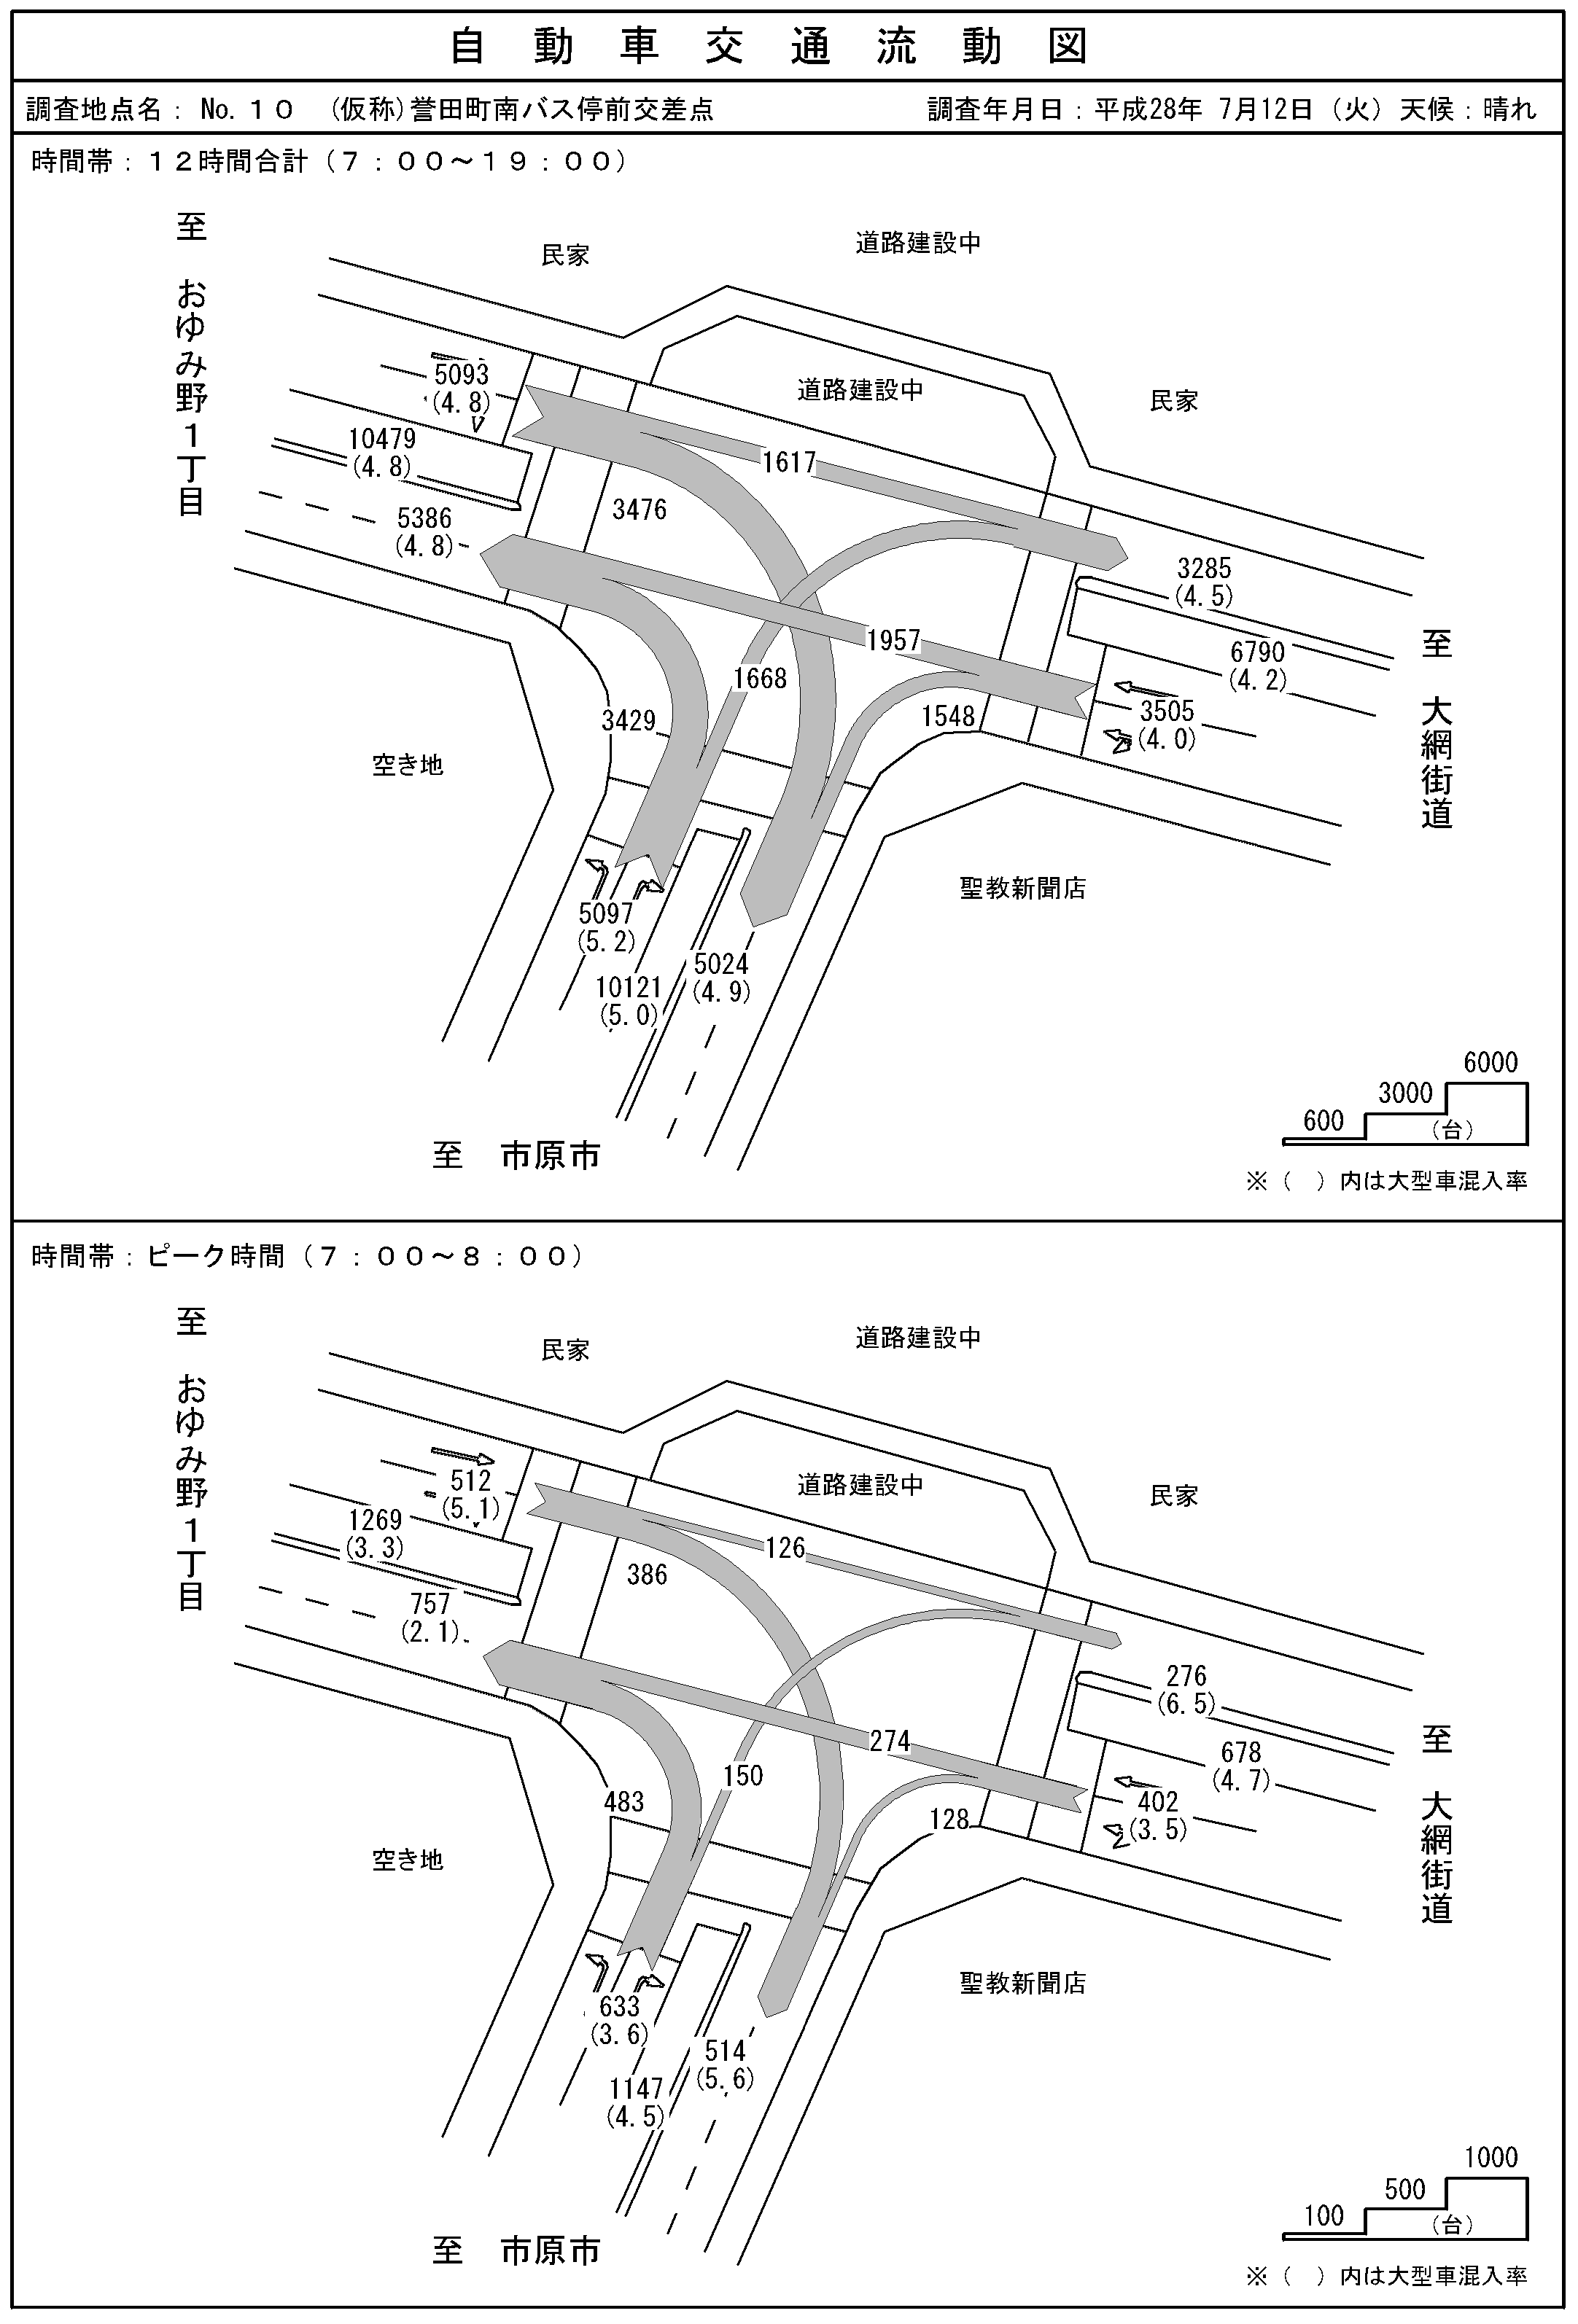 自動車交通流動図
調査地点名：No.１０　(仮称)誉田町南バス停前交差点
調査年月日：平成28年 7月12日（火）天候：晴れ
時間帯：１２時間合計（７：００～１９：００）
至　おゆみ野１丁目
民家
道路建設中
道路建設中
民家
5093
(4.8)
10479
(4.8)
5386
(4.8)
1617
3476
3285
(4.5)
6790
(4.2)
3505
(4.0)
1957
1668
1548
3429
至　大網街道
空き地
聖教新聞店
5097
(5.2)
10121
(5.0)
5024
(4.9)
至　市原市
600
3000
6000
(台)
※（　）内は大型車混入率
時間帯：ピーク時間（７：００～８：００）
至　おゆみ野１丁目
民家
道路建設中
道路建設中
民家
512
(5.1)
1269
(3.3)
757
(2.1)
126
386
276
(6.5)
678
(4.7)
402
(3.5)
274
150
128
483
至　大網街道
空き地
聖教新聞店
633
(3.6)
1147
(4.5)
514
(5.6)
至　市原市
100
500
1000
(台)
※（　）内は大型車混入率